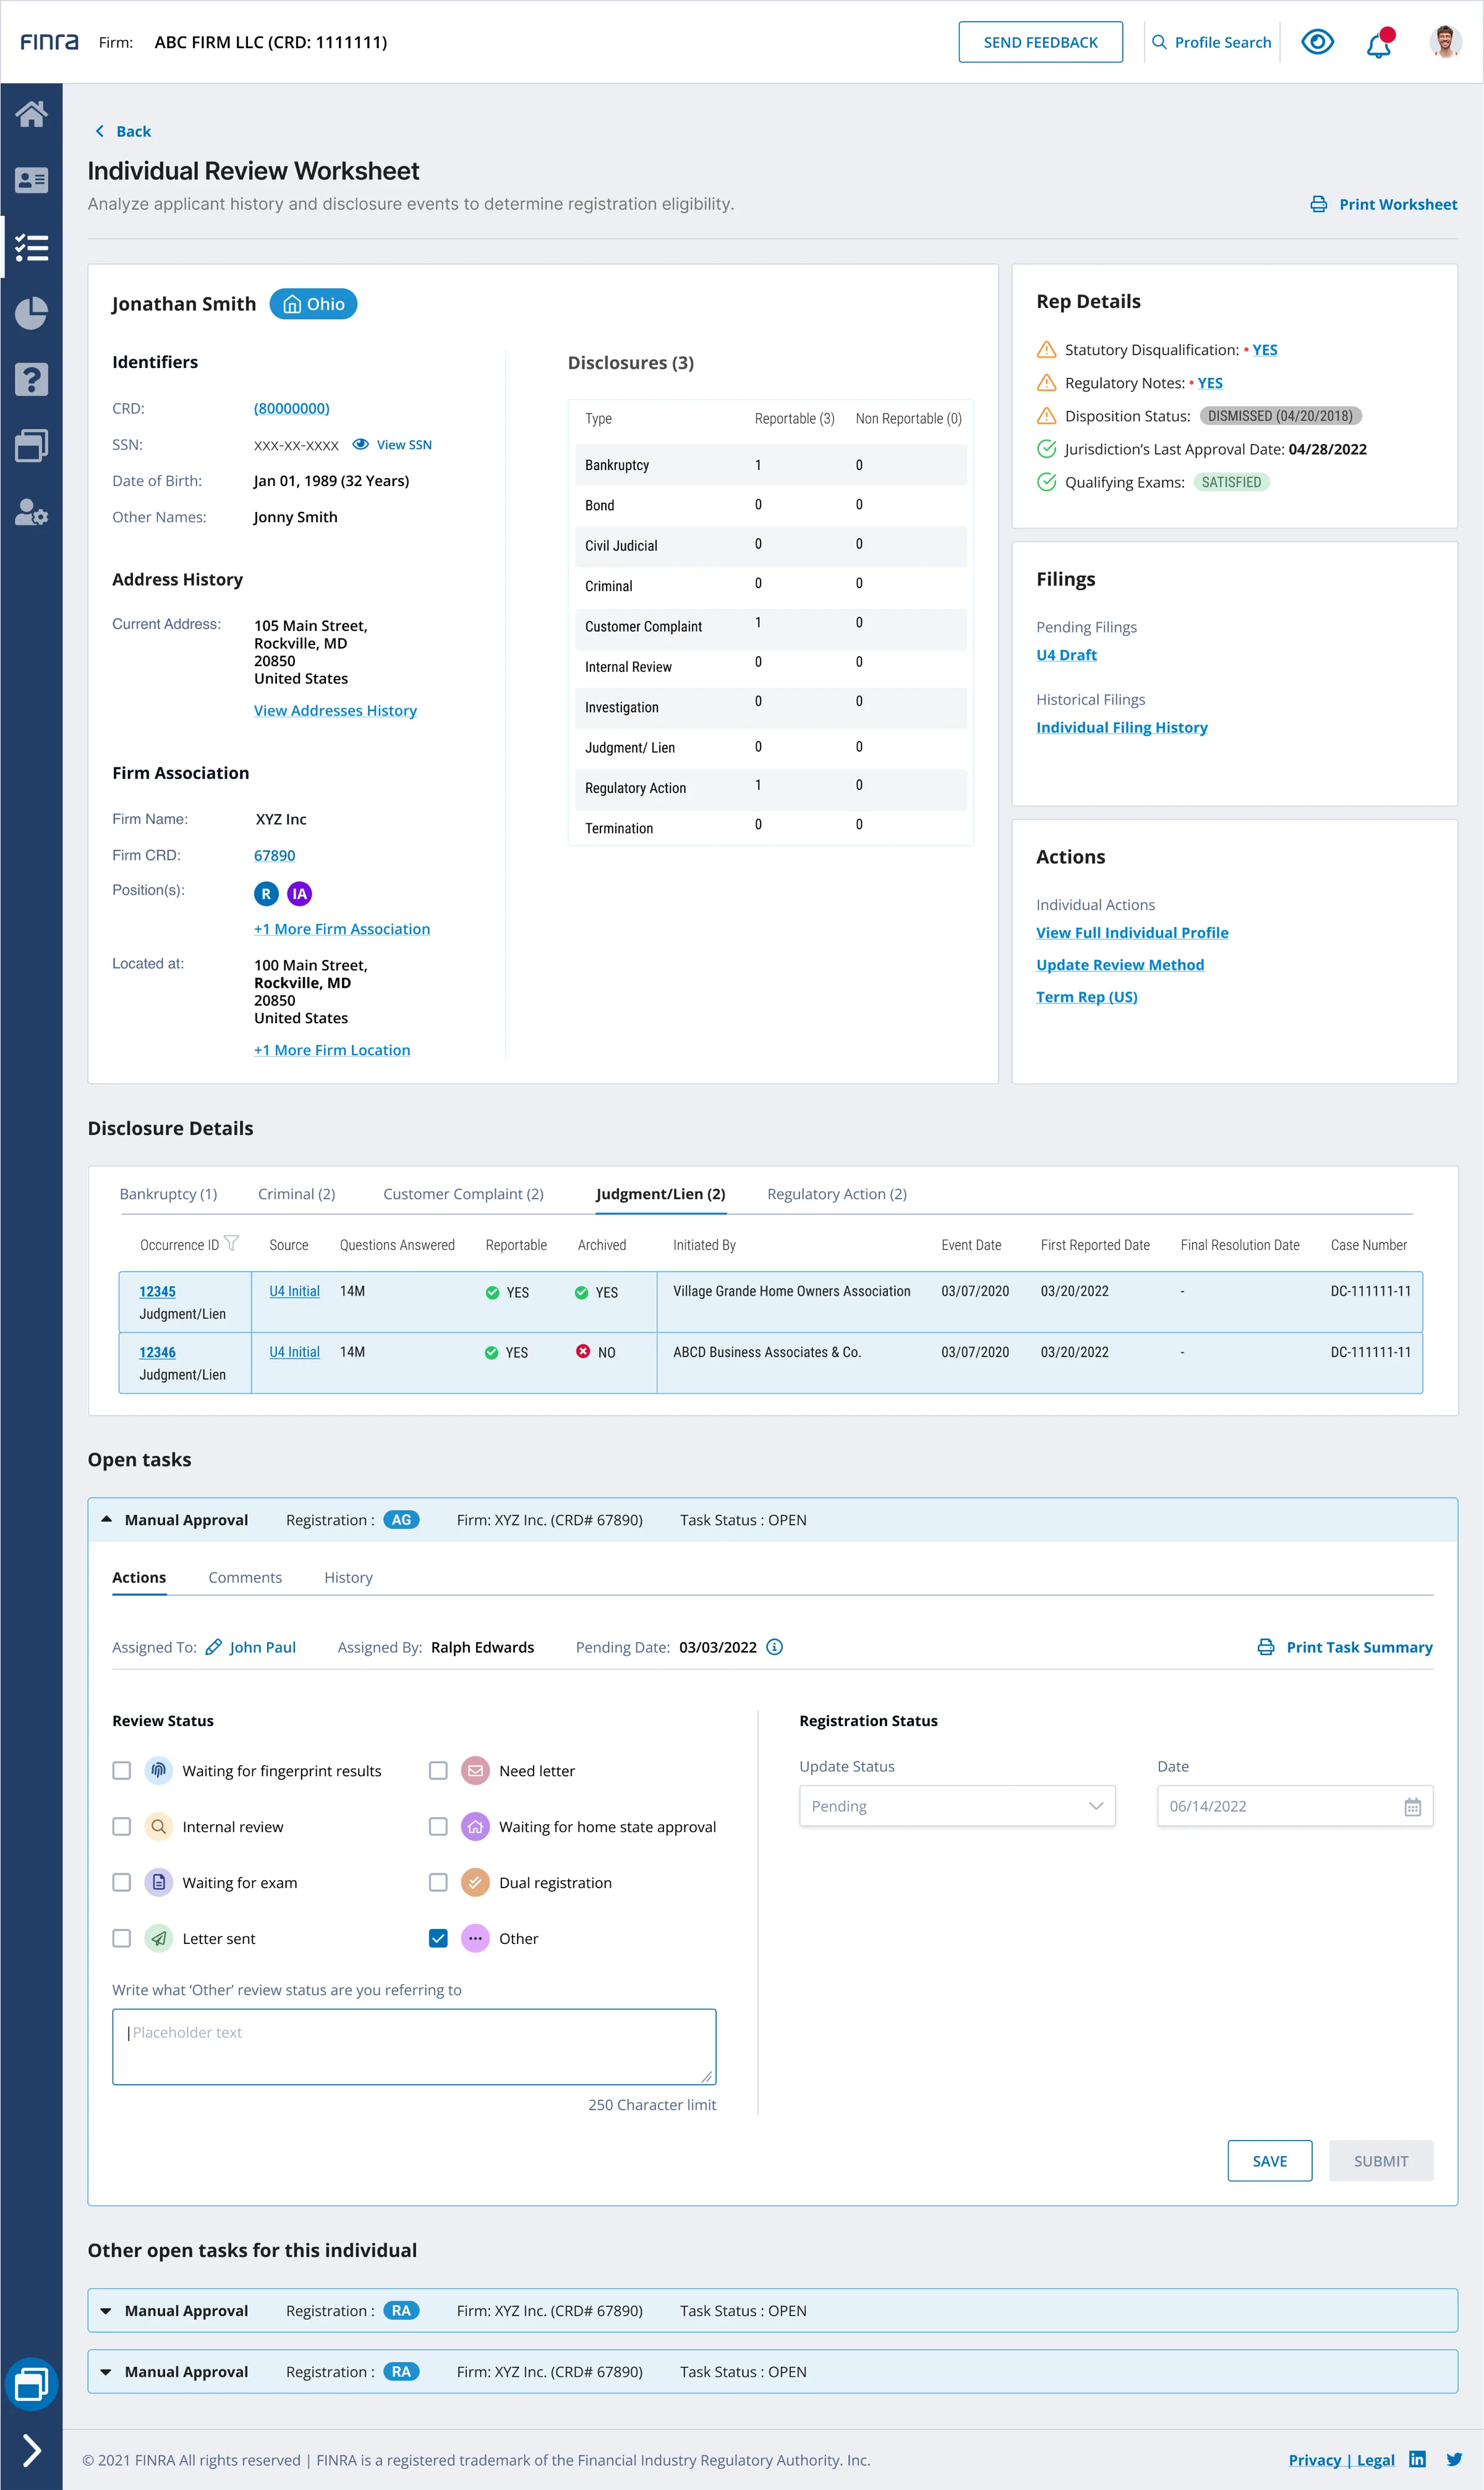 FINRA Firm: ABC FIRM LLC (CRD: 1111111) SEND FEEDBACK Profile Search
Back
Individual Review Worksheet
Analyze applicant history and disclosure events to determine registration eligibility.
Print Worksheet
Jonathan Smith Ohio
Identifiers
CRD: (80000000)
SSN: XXX-XX-XXXX View SSN
Date of Birth: Jan 01, 1989 (32 Years)
Other Names: Jonny Smith
Address History
Current Address: 105 Main Street,
Rockville, MD
20850
United States
View Addresses History
Firm Association
Firm Name: XYZ Inc
Firm CRD: 67890
Position(s): R IA
+1 More Firm Association
Located at: 100 Main Street,
Rockville, MD
20850
United States
+1 More Firm Location
Disclosures (3)
Type Reportable (3) Non Reportable (0)
Bankruptcy 1 0
Bond 0 0
Civil Judicial 0 0
Criminal 0 0
Customer Complaint 1 0
Internal Review 0 0
Investigation 0 0
Judgment/ Lien 0 0
Regulatory Action 1 0
Termination 0 0
Rep Details
Statutory Disqualification: • YES
Regulatory Notes: • YES
Disposition Status: DISMISSED (04/20/2018)
Jurisdiction's Last Approval Date: 04/28/2022
Qualifying Exams: SATISFIED
Filings
Pending Filings
U4 Draft
Historical Filings
Individual Filing History
Actions
Individual Actions
View Full Individual Profile
Update Review Method
Term Rep (US)
Disclosure Details
Bankruptcy (1) Criminal (2) Customer Complaint (2) Judgment/Lien (2) Regulatory Action (2)
Occurrence ID Source Questions Answered Reportable Archived Initiated By Event Date First Reported Date Final Resolution Date Case Number
12345 U4 Initial 14M YES YES Village Grande Home Owners Association 03/07/2020 03/20/2022 - DC-111111-11
Judgment/Lien
12346 U4 Initial 14M YES NO ABCD Business Associates & Co. 03/07/2020 03/20/2022 - DC-111111-11
Judgment/Lien
Open tasks
Manual Approval Registration : AG Firm: XYZ Inc. (CRD# 67890) Task Status : OPEN
Actions Comments History
Assigned To: John Paul Assigned By: Ralph Edwards Pending Date: 03/03/2022 Print Task Summary
Review Status
Waiting for fingerprint results Need letter
Internal review Waiting for home state approval
Waiting for exam Dual registration
Letter sent Other
Write what ‘Other’ review status are you referring to
Placeholder text
250 Character limit
Registration Status
Update Status Date
Pending 06/14/2022
SAVE SUBMIT
Other open tasks for this individual
Manual Approval Registration : RA Firm: XYZ Inc. (CRD# 67890) Task Status : OPEN
Manual Approval Registration : RA Firm: XYZ Inc. (CRD# 67890) Task Status : OPEN
© 2021 FINRA All rights reserved | FINRA is a registered trademark of the Financial Industry Regulatory Authority. Inc. Privacy | Legal